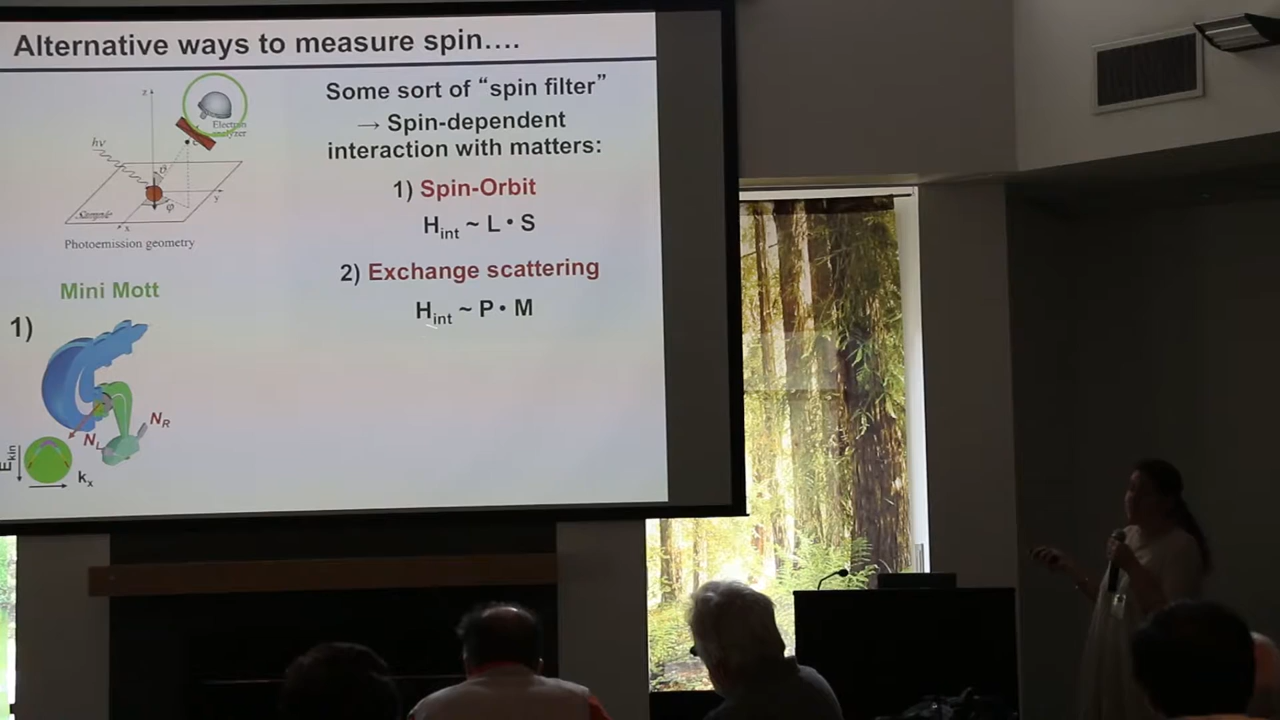 Alternative ways to measure spin....
Some sort of “spin filter”
→ Spin-dependent
interaction with matters:
1) Spin-Orbit
Hint ~ L • S
2) Exchange scattering
Hint ~ P • M
z
Electron
analyzer
hν
ϑ
y
φ
Sample
x
Photoemission geometry
Mini Mott
1)
NR
NL
Ekin
kx